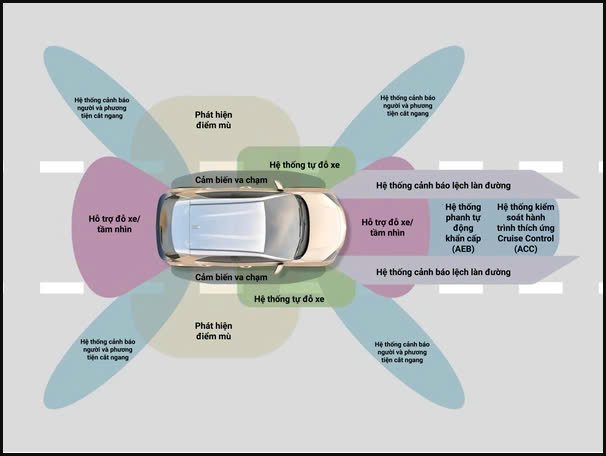 Hệ thống cảnh báo
người và phương
tiện cắt ngang
Phát hiện
điểm mù
Hệ thống cảnh báo
người và phương
tiện cắt ngang
Hệ thống tự đỗ xe
Cảm biến va chạm
Hệ thống cảnh báo lệch làn đường
Hỗ trợ đỗ xe/
tầm nhìn
Hỗ trợ đỗ xe/
tầm nhìn
Hệ thống
phanh tự
động
khẩn cấp
(AEB)
Hệ thống kiểm
soát hành
trình thích ứng
Cruise Control
(ACC)
Cảm biến va chạm
Hệ thống cảnh báo lệch làn đường
Hệ thống tự đỗ xe
Phát hiện
điểm mù
Hệ thống cảnh báo
người và phương
tiện cắt ngang
Hệ thống cảnh báo
người và phương
tiện cắt ngang